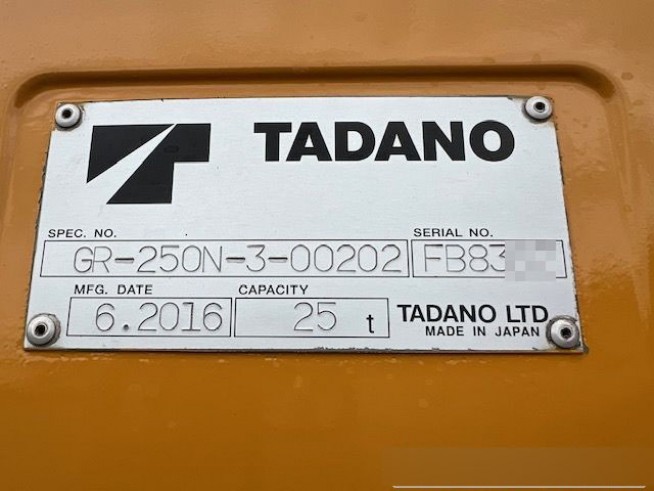 TADANO
SPEC. NO. SERIAL NO.
GR-250N-3-00202 FB83
MFG. DATE CAPACITY
6.2016 25 t TADANO LTD
MADE IN JAPAN